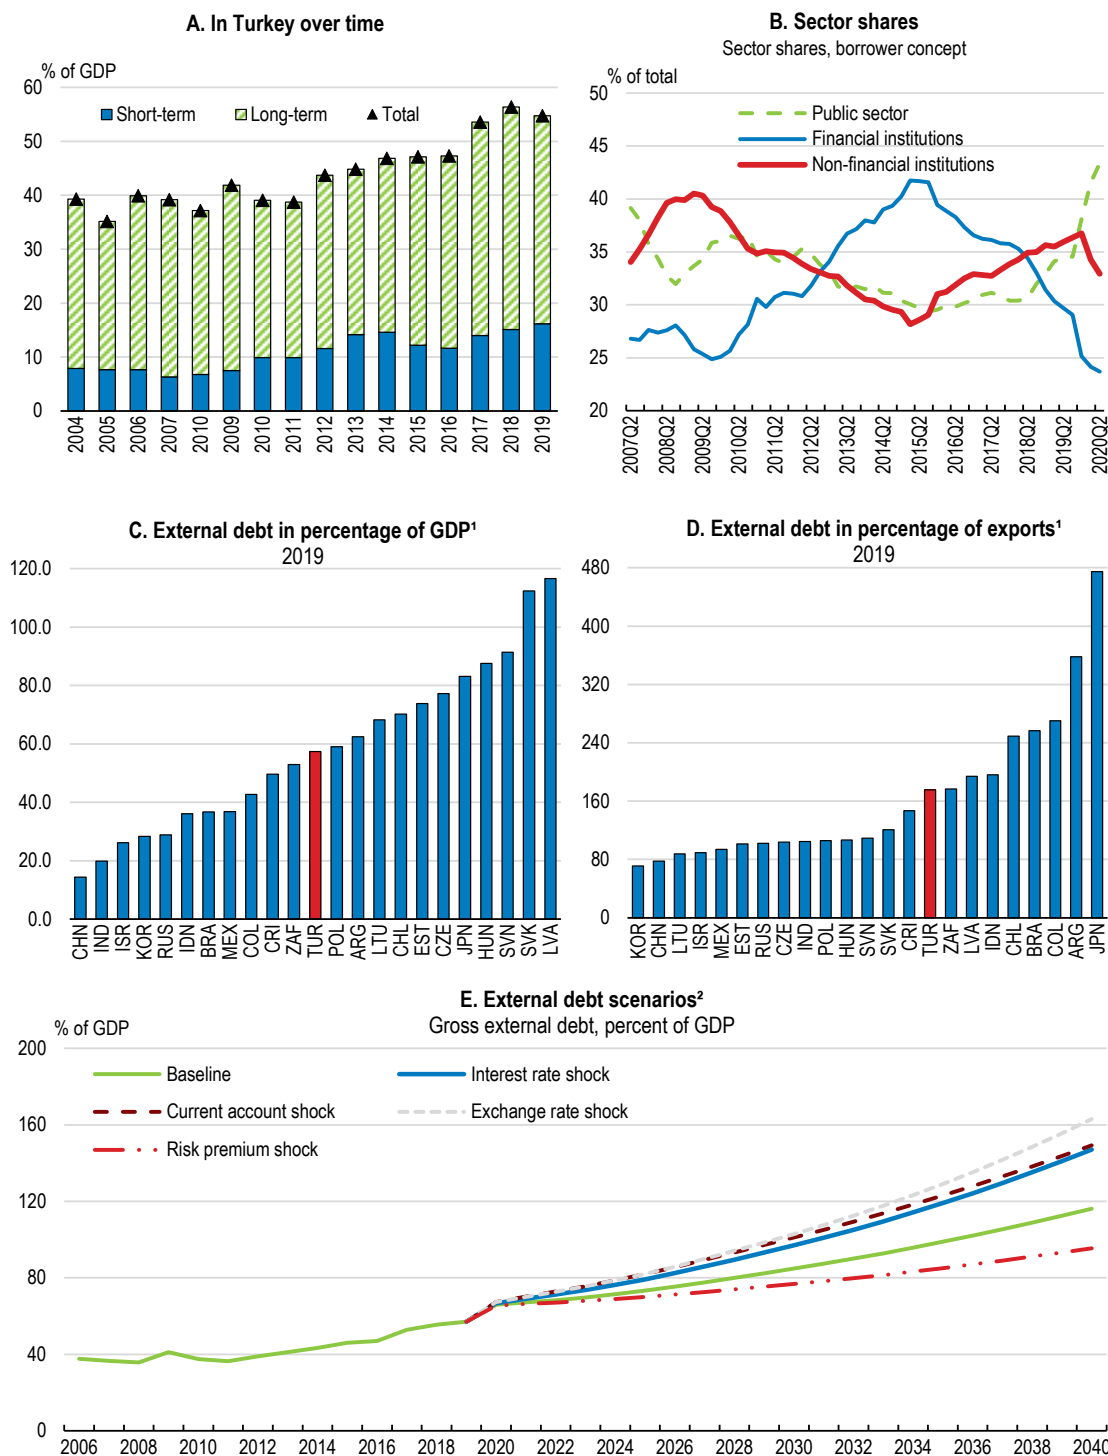 A. In Turkey over time
% of GDP
Short-term
Long-term
Total
60
50
40
30
20
10
0
2004
2005
2006
2007
2010
2009
2010
2011
2012
2013
2014
2015
2016
2017
2018
2019
B. Sector shares
Sector shares, borrower concept
% of total
Public sector
Financial institutions
Non-financial institutions
50
45
40
35
30
25
20
2007Q2
2008Q2
2009Q2
2010Q2
2011Q2
2012Q2
2013Q2
2014Q2
2015Q2
2016Q2
2017Q2
2018Q2
2019Q2
2020Q2
C. External debt in percentage of GDP¹
2019
120.0
100.0
80.0
60.0
40.0
20.0
0.0
CHN
IND
ISR
KOR
RUS
IDN
BRA
MEX
COL
CRI
ZAF
TUR
POL
ARG
LTU
CHL
EST
CZE
JPN
HUN
SVN
SVK
LVA
D. External debt in percentage of exports¹
2019
480
400
320
240
160
80
0
KOR
CHN
LTU
ISR
MEX
EST
RUS
CZE
IND
POL
HUN
SVN
SVK
CRI
TUR
ZAF
LVA
IDN
CHL
BRA
COL
ARG
JPN
E. External debt scenarios²
% of GDP
Gross external debt, percent of GDP
Baseline
Interest rate shock
Current account shock
Exchange rate shock
Risk premium shock
200
160
120
80
40
0
2006 2008 2010 2012 2014 2016 2018 2020 2022 2024 2026 2028 2030 2032 2034 2036 2038 2040